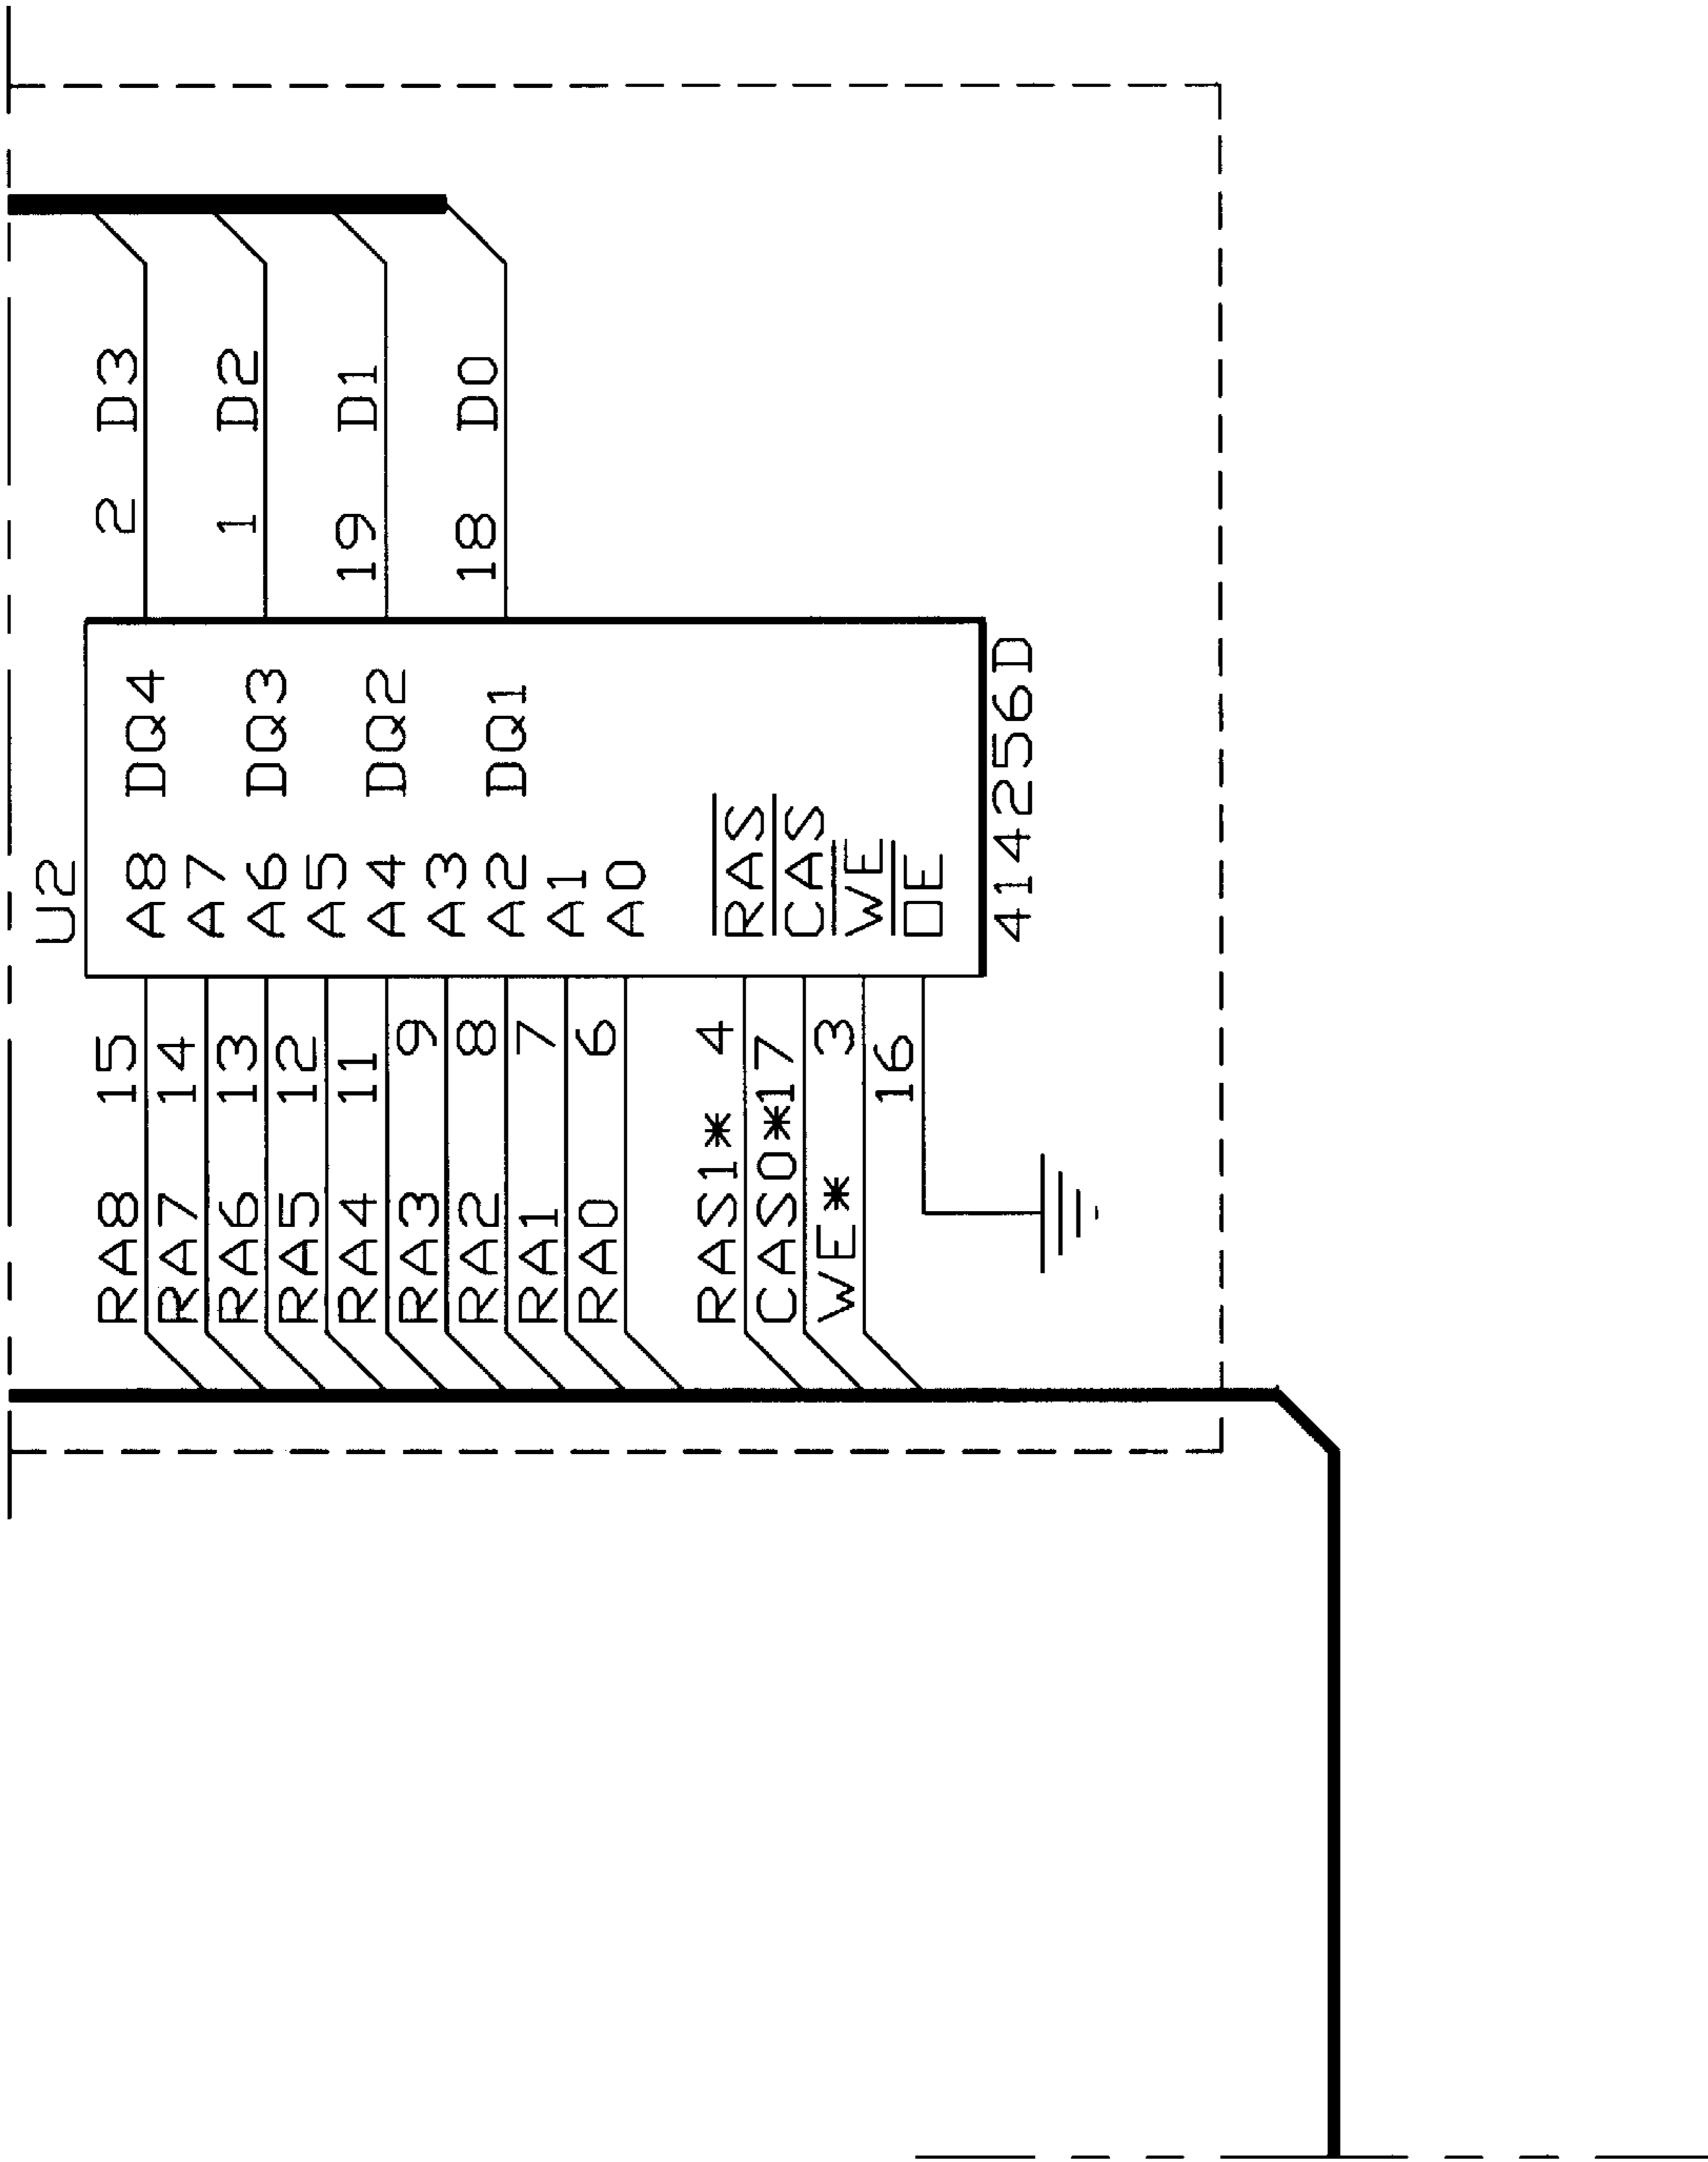 U2
RA8 15 A8 DQ4 2 D3
RA7 14 A7
RA6 13 A6 DQ3 1 D2
RA5 12 A5
RA4 11 A4 DQ2 19 D1
RA3 9 A3
RA2 8 A2 DQ1 18 D0
RA1 7 A1
RA0 6 A0
RAS1* 4 RAS
CAS0*17 CAS
WE* 3 WE
16 OE
414256D